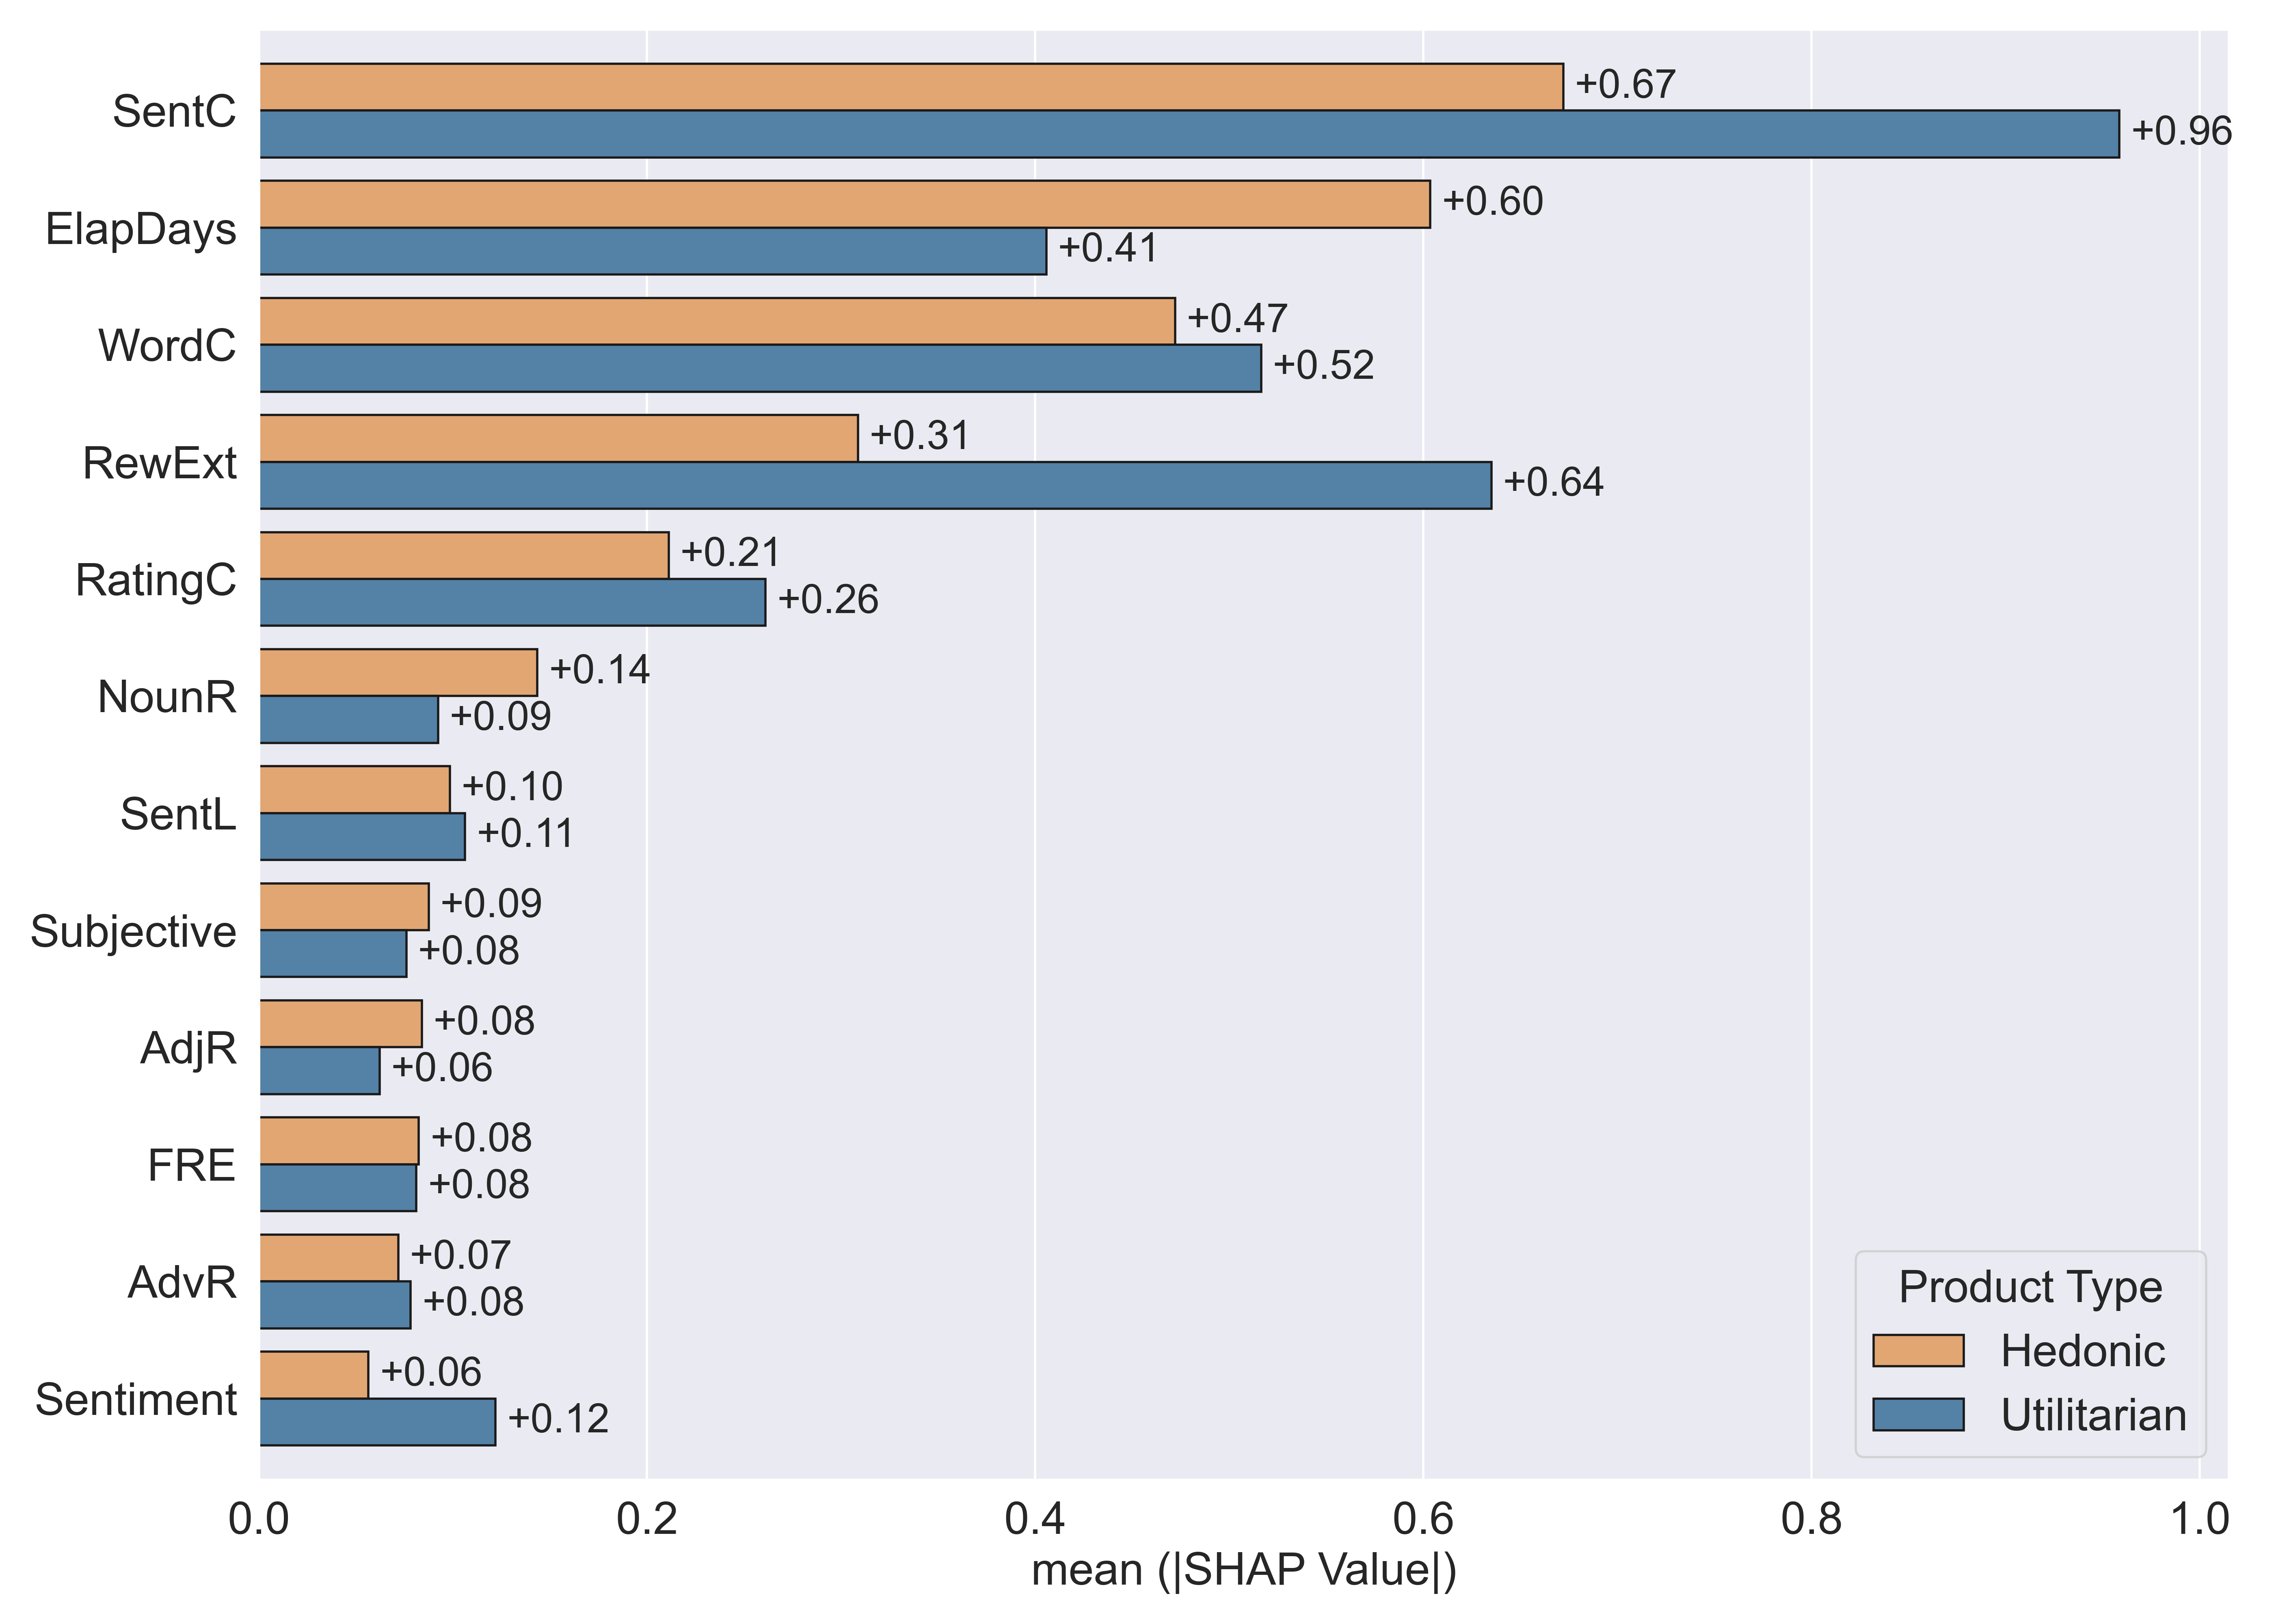 SentC
+0.67
+0.96
ElapDays
+0.60
+0.41
WordC
+0.47
+0.52
RewExt
+0.31
+0.64
RatingC
+0.21
+0.26
NounR
+0.14
+0.09
SentL
+0.10
+0.11
Subjective
+0.09
+0.08
AdjR
+0.08
+0.06
FRE
+0.08
+0.08
AdvR
+0.07
+0.08
Sentiment
+0.06
+0.12
Product Type
Hedonic
Utilitarian
0.0 0.2 0.4 0.6 0.8 1.0
mean (|SHAP Value|)